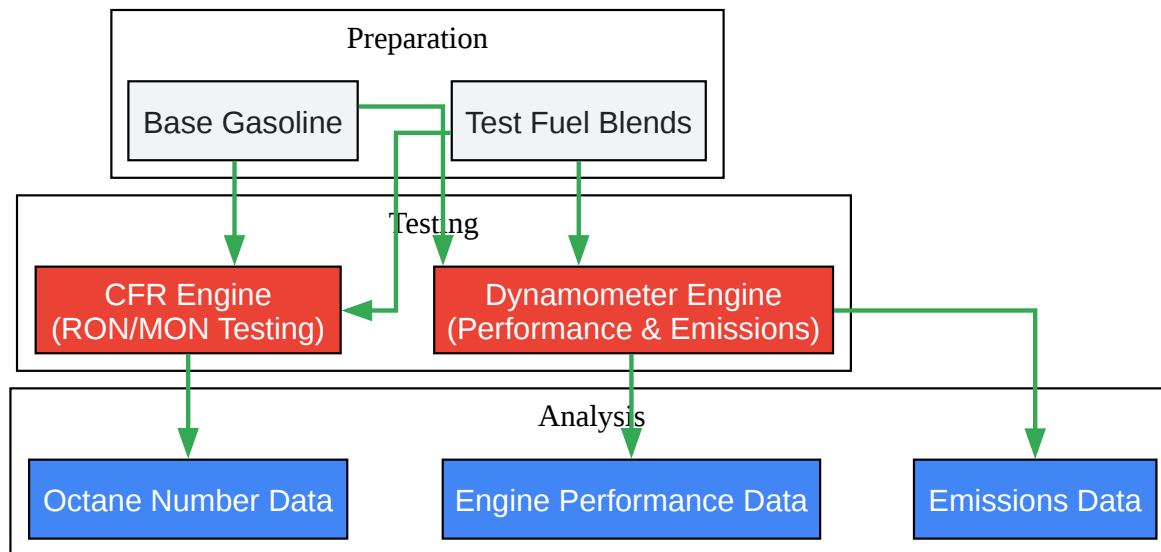 Preparation
Base Gasoline
Test Fuel Blends
Testing
CFR Engine
(RON/MON Testing)
Dynamometer Engine
(Performance & Emissions)
Analysis
Octane Number Data
Engine Performance Data
Emissions Data